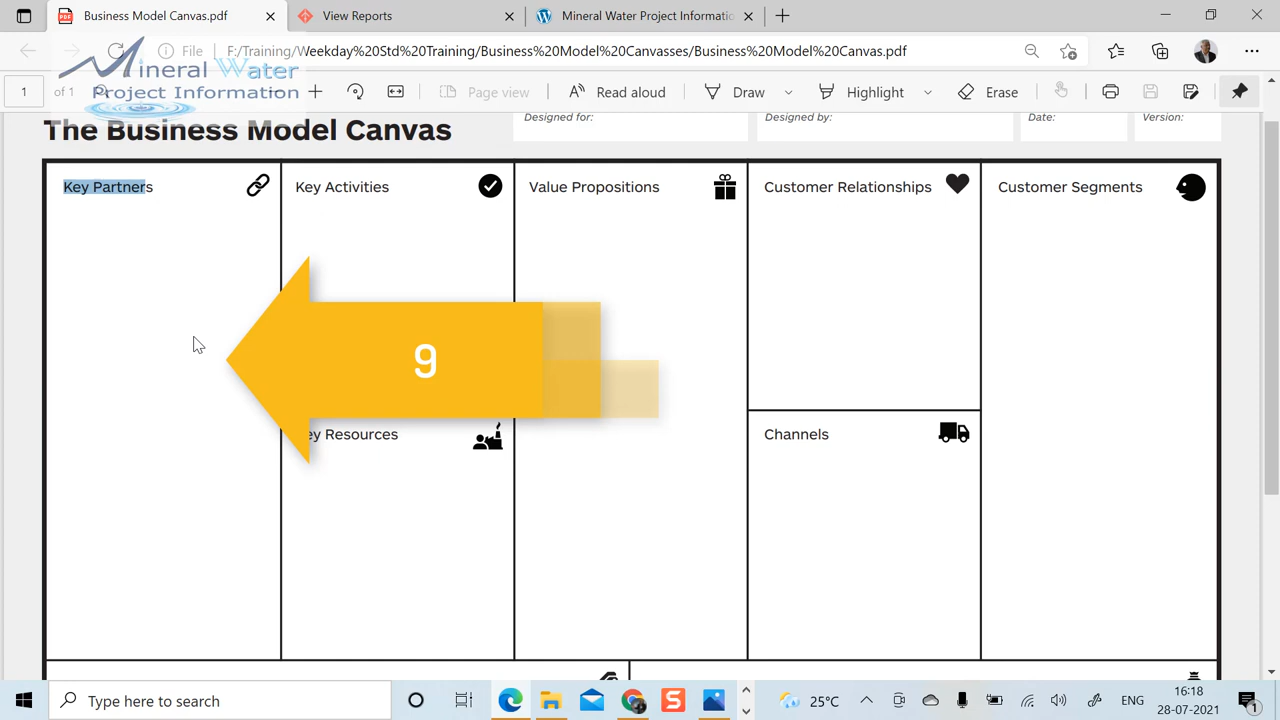 Business Model Canvas.pdf
View Reports
Mineral Water Project Informatio
File
F:/Training/Weekday%20Std%20Training/Business%20Model%20Canvasses/Business%20Model%20Canvas.pdf
Mineral Water
Project Information
1 of 1
Page view
Read aloud
Draw
Highlight
Erase
The Business Model Canvas
Designed for:
Designed by:
Date:
Version:
Key Partners
Key Activities
Value Propositions
Customer Relationships
Customer Segments
9
ey Resources
Channels
Type here to search
25°C
ENG
16:18
28-07-2021
1